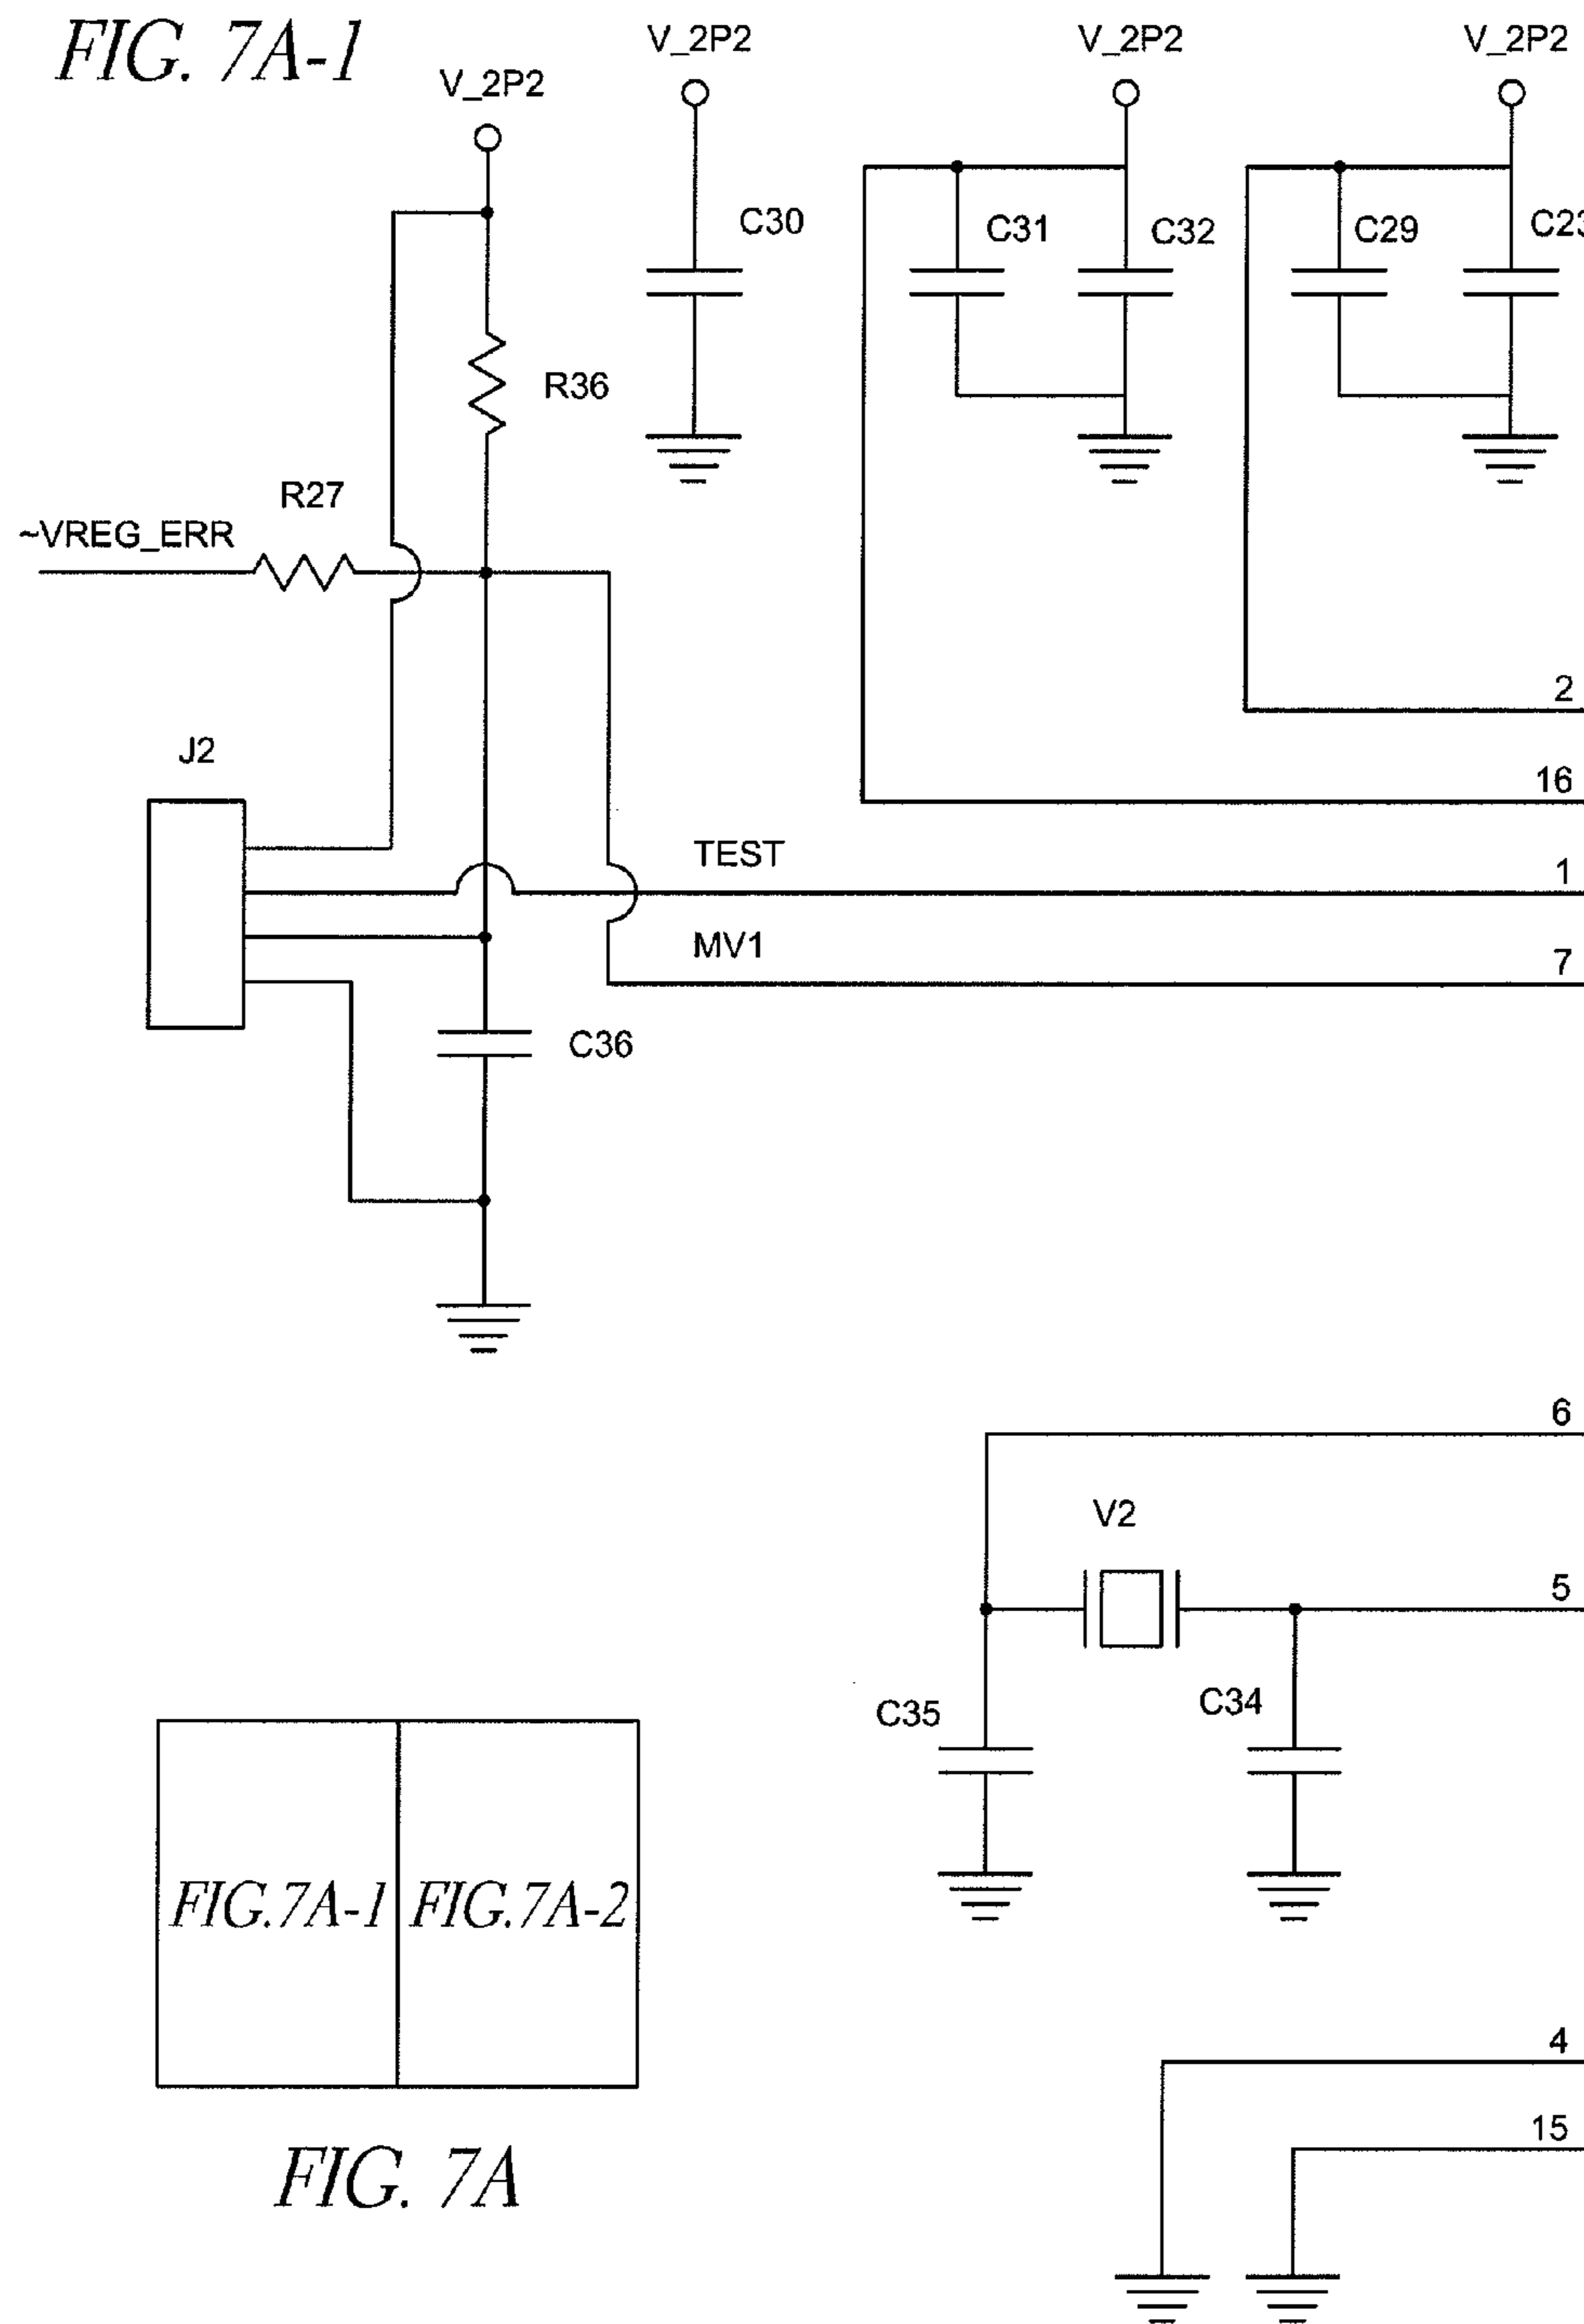 FIG. 7A-1
V_2P2
V_2P2
V_2P2
V_2P2
C30
C31
C32
C29
C23
R36
R27
~VREG_ERR
2
J2
16
TEST
1
MV1
7
C36
6
V2
5
C35
C34
FIG.7A-1
FIG.7A-2
4
15
FIG. 7A